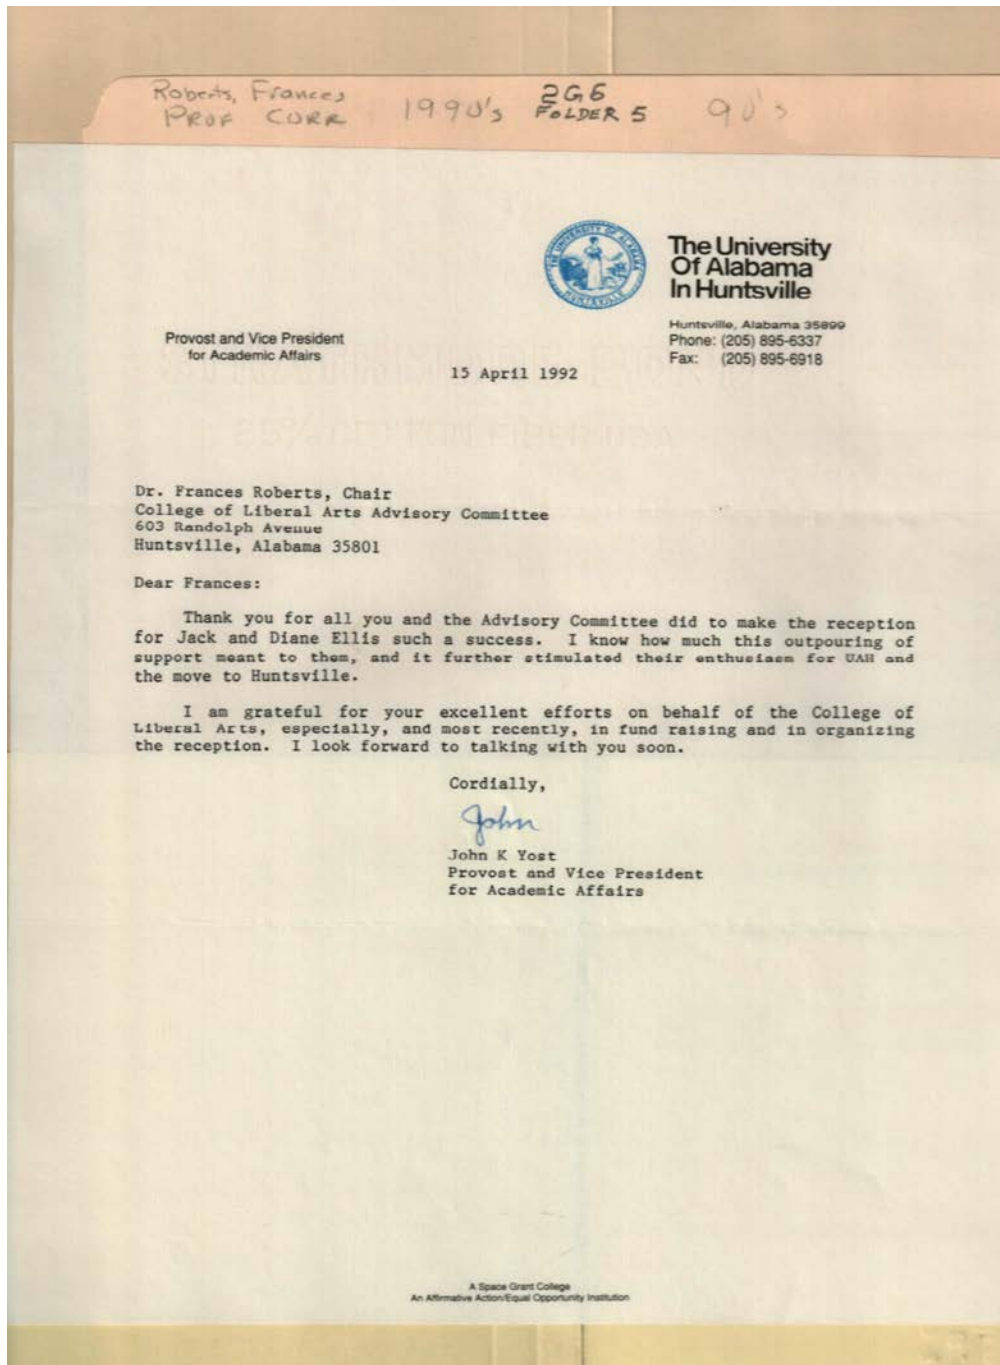 Roberts, Frances 1990's 2G6 90's
PROF CORR FOLDER 5
THE UNIVERSITY OF ALABAMA
HUNTSVILLE
The University
Of Alabama
In Huntsville
Huntsville, Alabama 35899
Phone: (205) 895-6337
Fax: (205) 895-6918
Provost and Vice President
for Academic Affairs
15 April 1992
Dr. Frances Roberts, Chair
College of Liberal Arts Advisory Committee
603 Randolph Avenue
Huntsville, Alabama 35801
Dear Frances:
Thank you for all you and the Advisory Committee did to make the reception
for Jack and Diane Ellis such a success. I know how much this outpouring of
support meant to them, and it further stimulated their enthusiasm for UAH and
the move to Huntsville.
I am grateful for your excellent efforts on behalf of the College of
Liberal Arts, especially, and most recently, in fund raising and in organizing
the reception. I look forward to talking with you soon.
Cordially,
John
John K Yost
Provost and Vice President
for Academic Affairs
A Space Grant College
An Affirmative Action/Equal Opportunity Institution